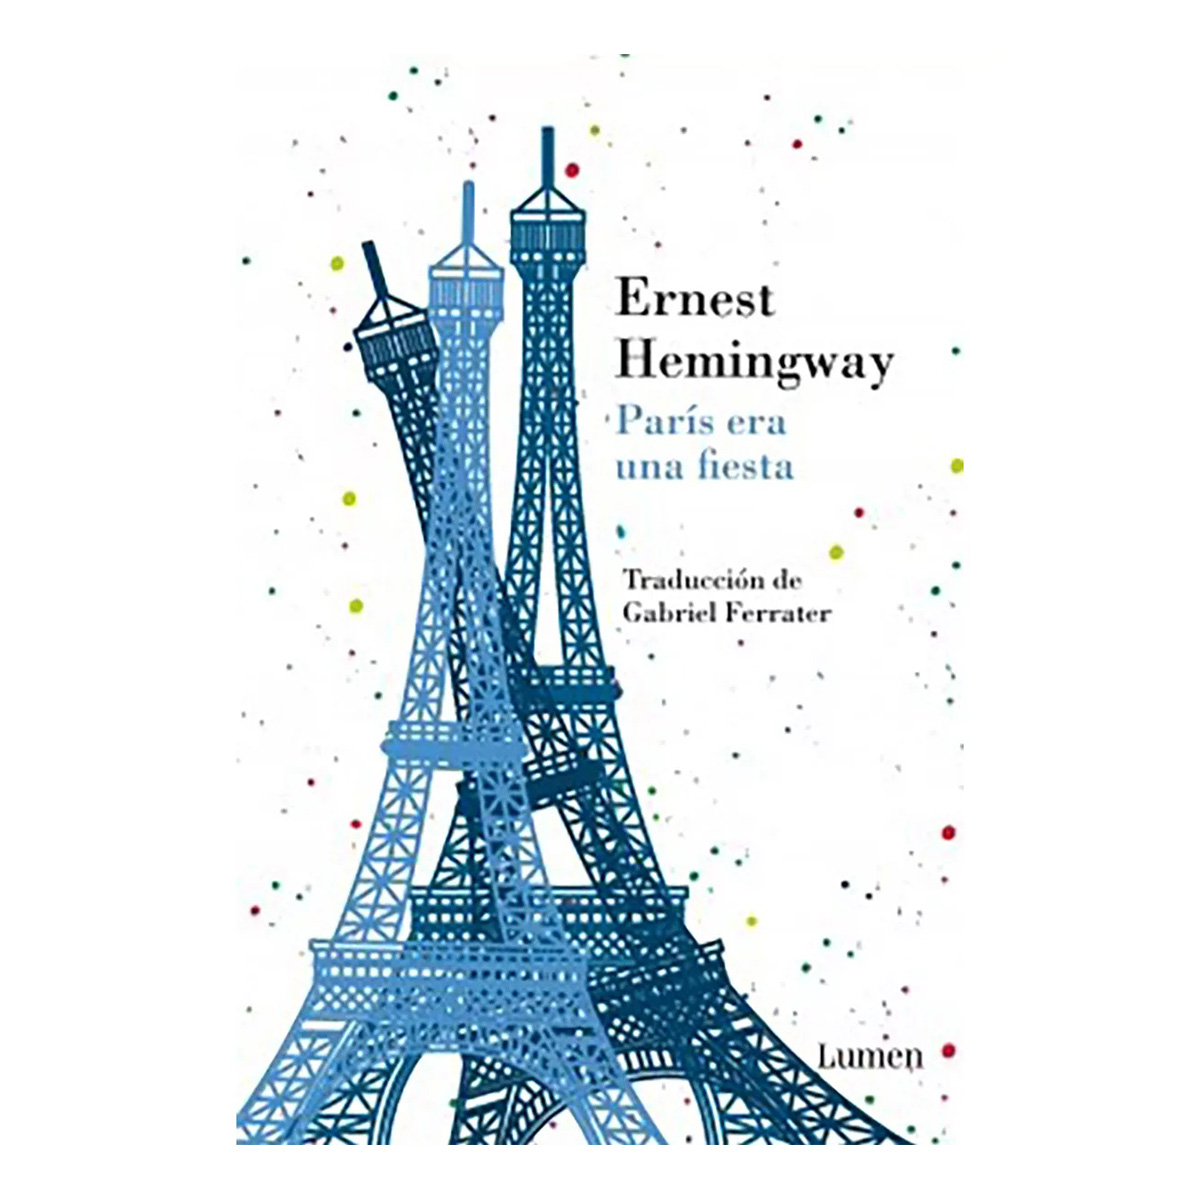 Ernest
Hemingway
París era
una fiesta
Traducción de
Gabriel Ferrater
Lumen